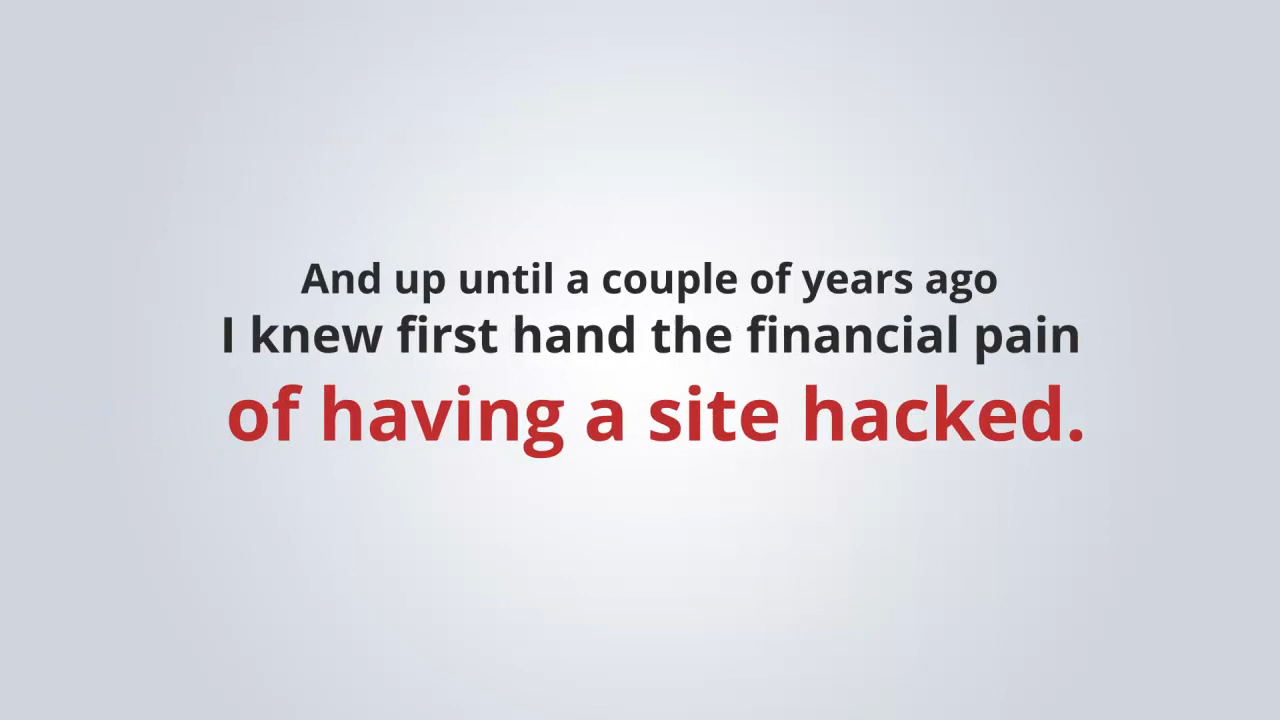 And up until a couple of years ago
I knew first hand the financial pain
of having a site hacked.